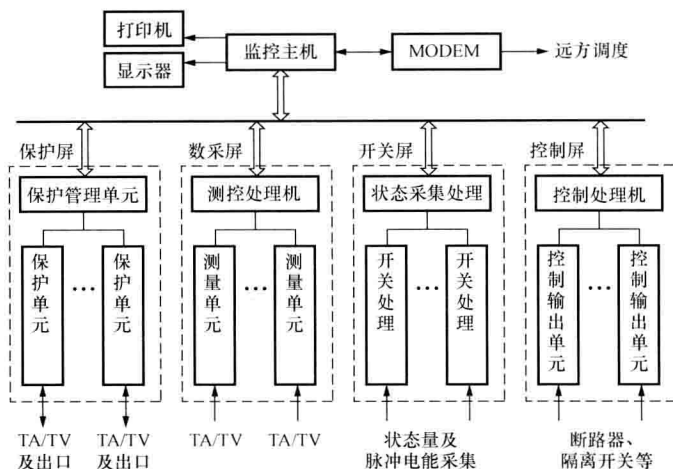 打印机
监控主机
MODEM
远方调度
显示器
保护屏
数采屏
开关屏
控制屏
保护管理单元
测控处理机
状态采集处理
控制处理机
保护单元
…
保护单元
测量单元
…
测量单元
开关处理
…
开关处理
控制输出单元
…
控制输出单元
TA/TV
及出口
TA/TV
及出口
TA/TV
TA/TV
状态量及
脉冲电能采集
断路器、
隔离开关等